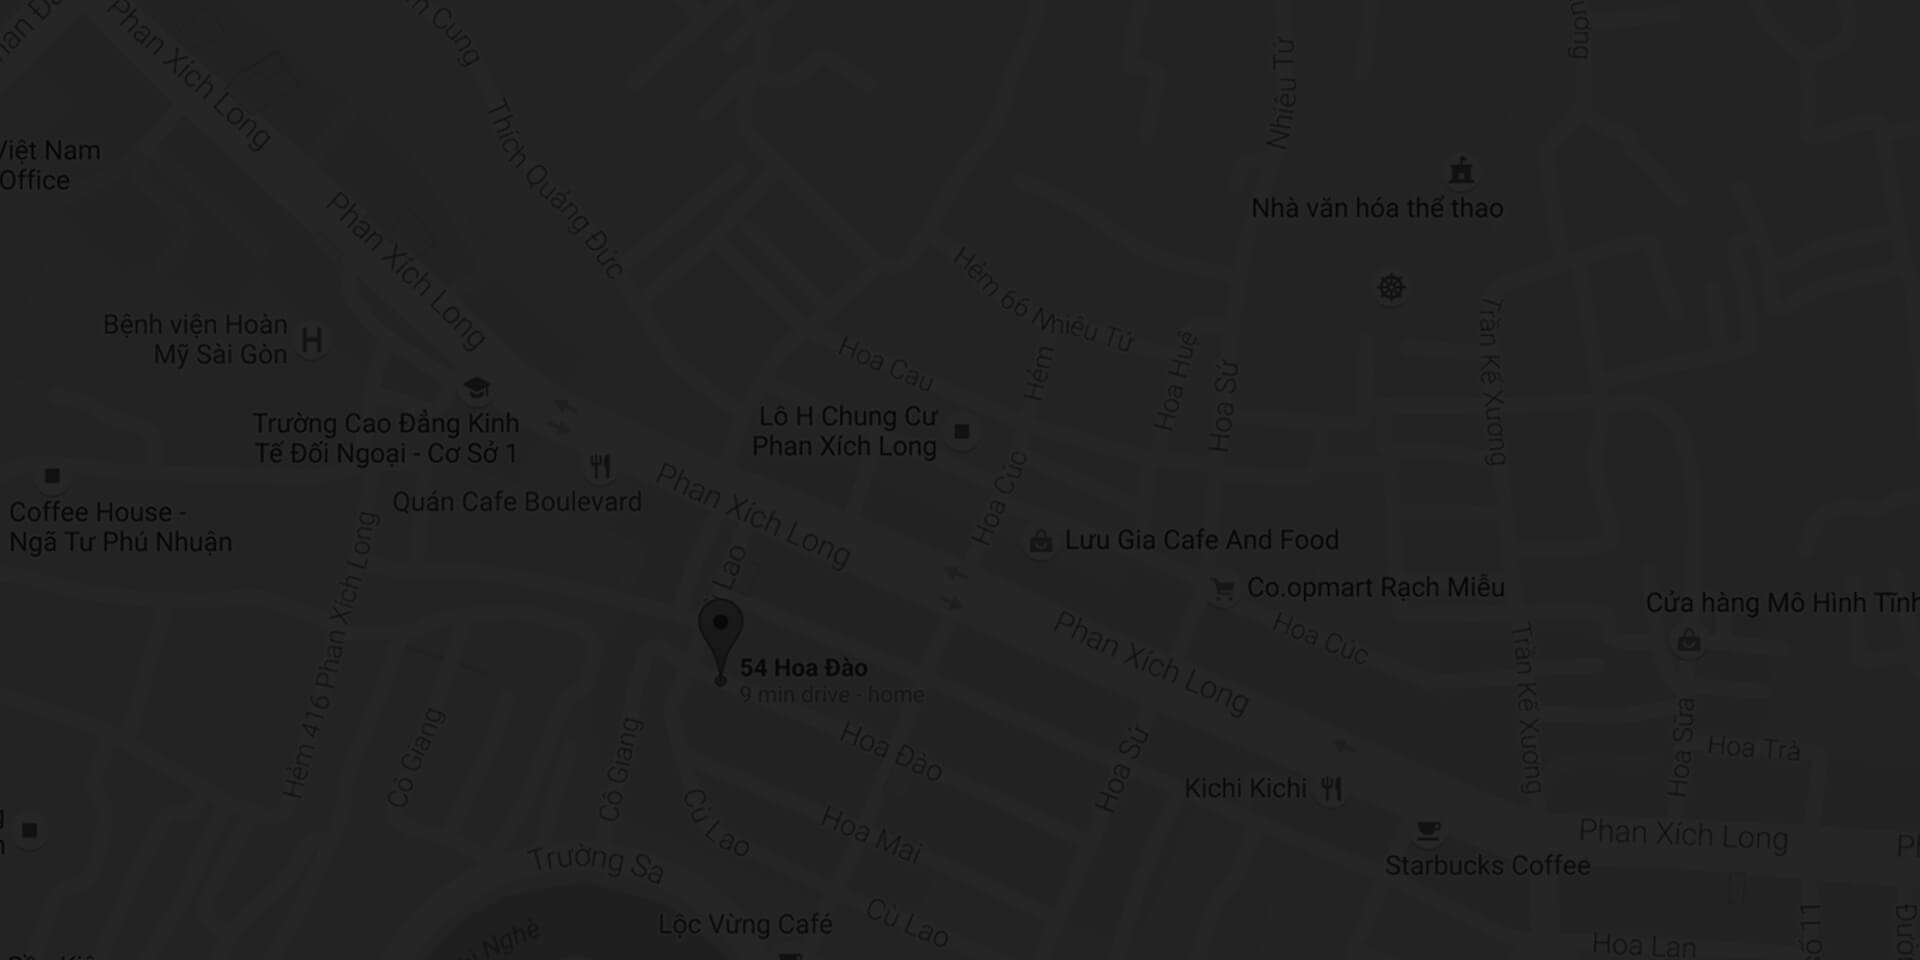 Phan Xích Long
Cung
Thích Quảng Đức
Nhiêu Tứ
Việt Nam
Office
Phan Xích Long
Nhà văn hóa thể thao
Hẻm 66 Nhiêu Tứ
Bệnh viện Hoàn
Mỹ Sài Gòn
H
Hoa Cau
Hẻm
Hoa Huệ
Hoa Sứ
Trần Kế Xương
Trường Cao Đẳng Kinh
Tế Đối Ngoại - Cơ Sở 1
Lô H Chung Cư
Phan Xích Long
Quán Cafe Boulevard
Phan Xích Long
Hoa Cúc
Coffee House -
Ngã Tư Phú Nhuận
Lưu Gia Cafe And Food
Co.opmart Rạch Miễu
Cửa hàng Mô Hình Tĩnh
Hẻm 416 Phan Xích Long
Lao
Phan Xích Long
Hoa Cúc
54 Hoa Đào
9 min drive - home
Trần Kế Xương
Cô Giang
Cô Giang
Hoa Đào
Hoa Sứ
Hoa Sữa
Hoa Trà
Kichi Kichi
Cù Lao
Hoa Mai
Starbucks Coffee
Phan Xích Long
Trường Sa
Lộc Vừng Café
Cù Lao
Nghè
Hoa Lan